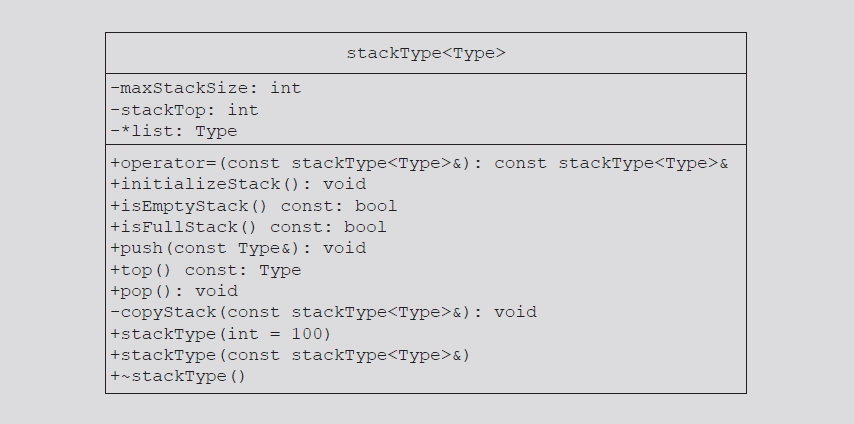 stackType<Type>
-maxStackSize: int
-stackTop: int
-*list: Type
+operator=(const stackType<Type>&): const stackType<Type>&
+initializeStack(): void
+isEmptyStack() const: bool
+isFullStack() const: bool
+push(const Type&): void
+top() const: Type
+pop(): void
-copyStack(const stackType<Type>&): void
+stackType(int = 100)
+stackType(const stackType<Type>&)
+~stackType()